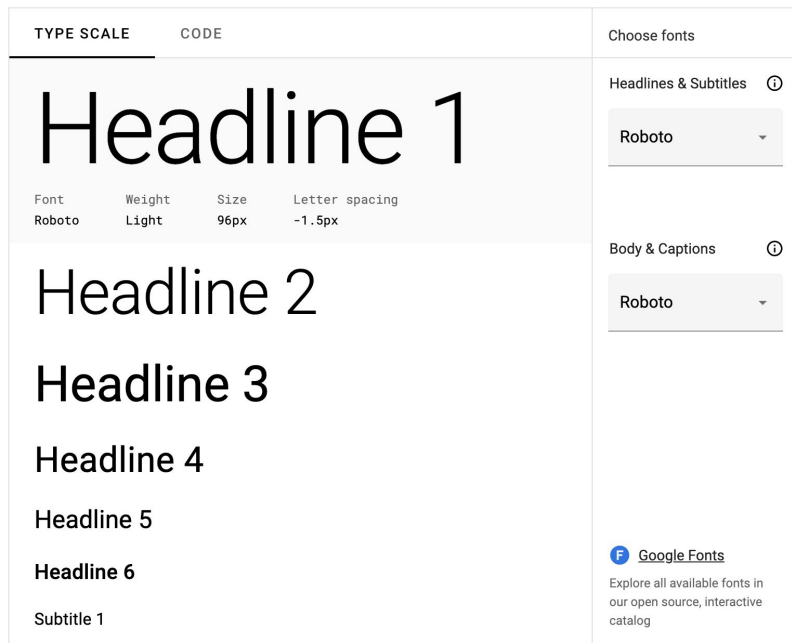 TYPE SCALE CODE
Headline 1
Font Weight Size Letter spacing
Roboto Light 96px -1.5px
Headline 2
Headline 3
Headline 4
Headline 5
Headline 6
Subtitle 1
Choose fonts
Headlines & Subtitles
Roboto
Body & Captions
Roboto
F Google Fonts
Explore all available fonts in
our open source, interactive
catalog